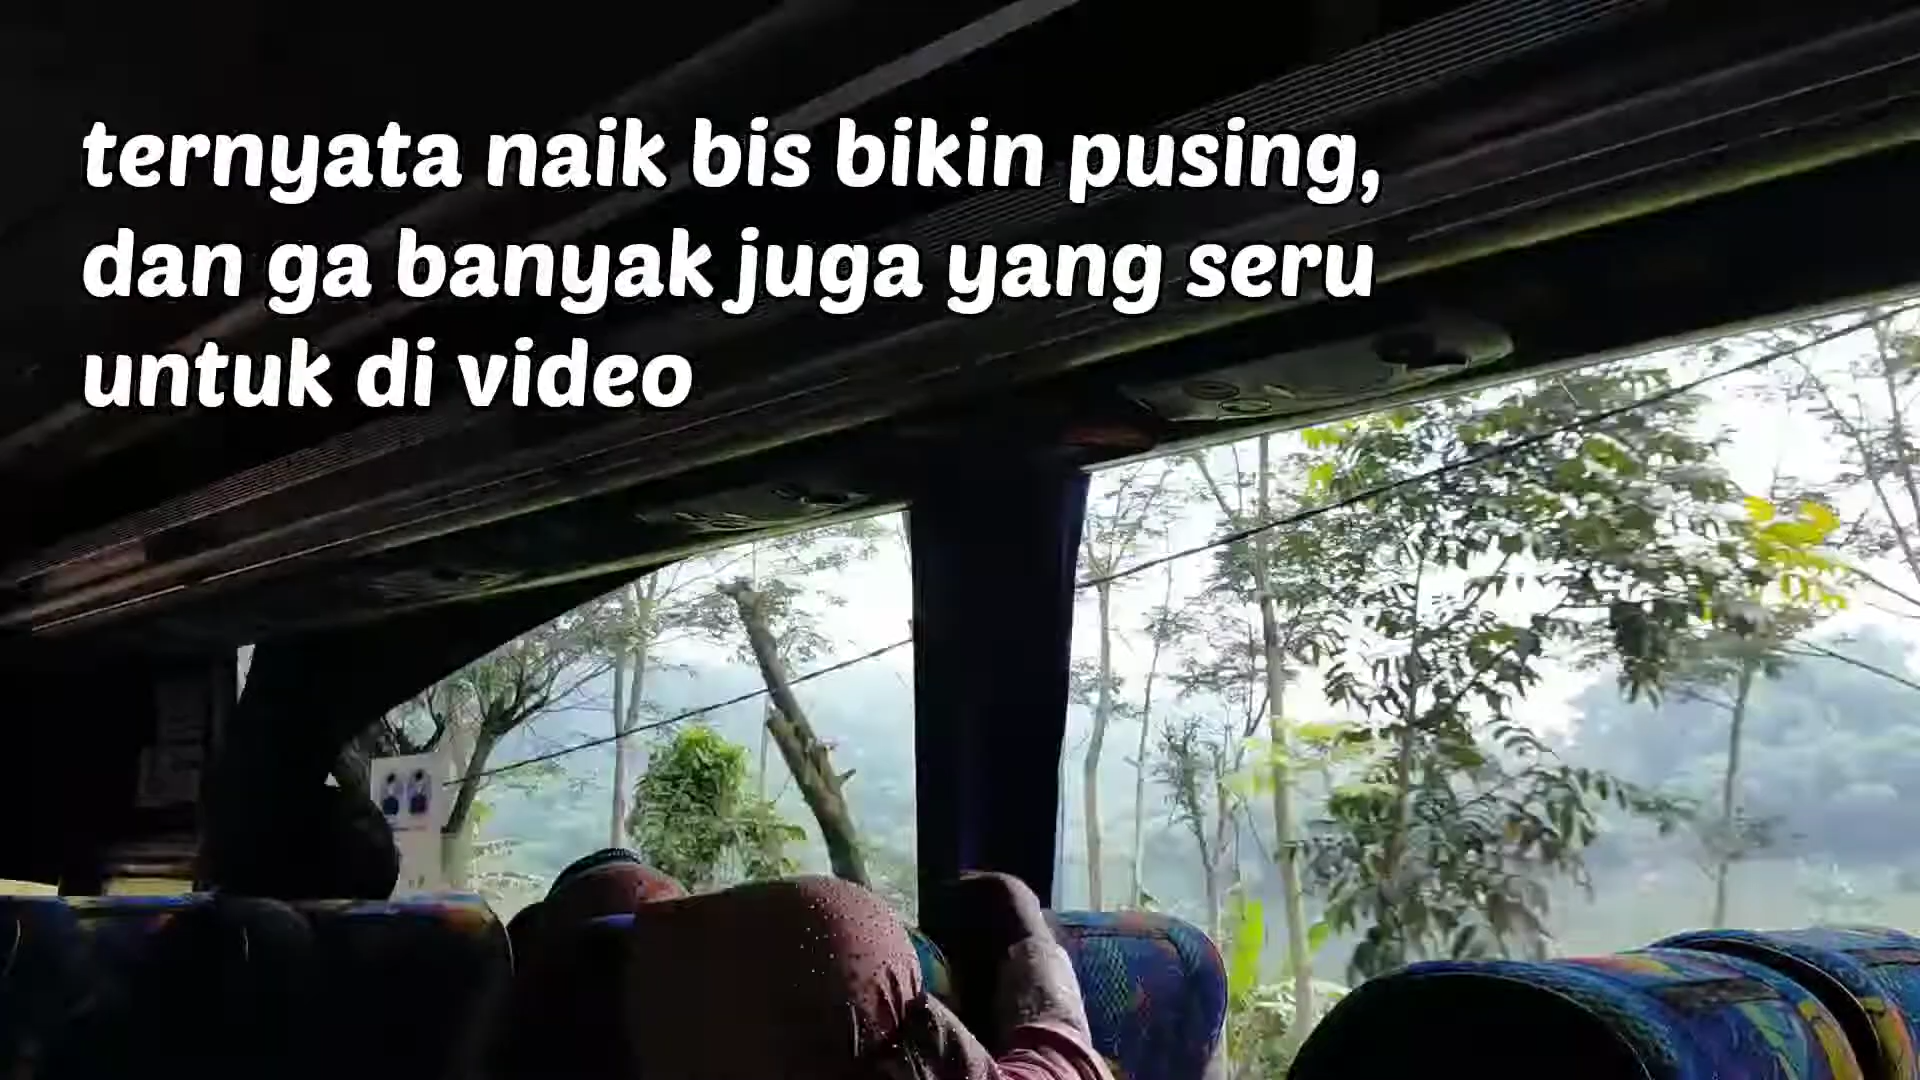 ternyata naik bis bikin pusing,
dan ga banyak juga yang seru
untuk di video